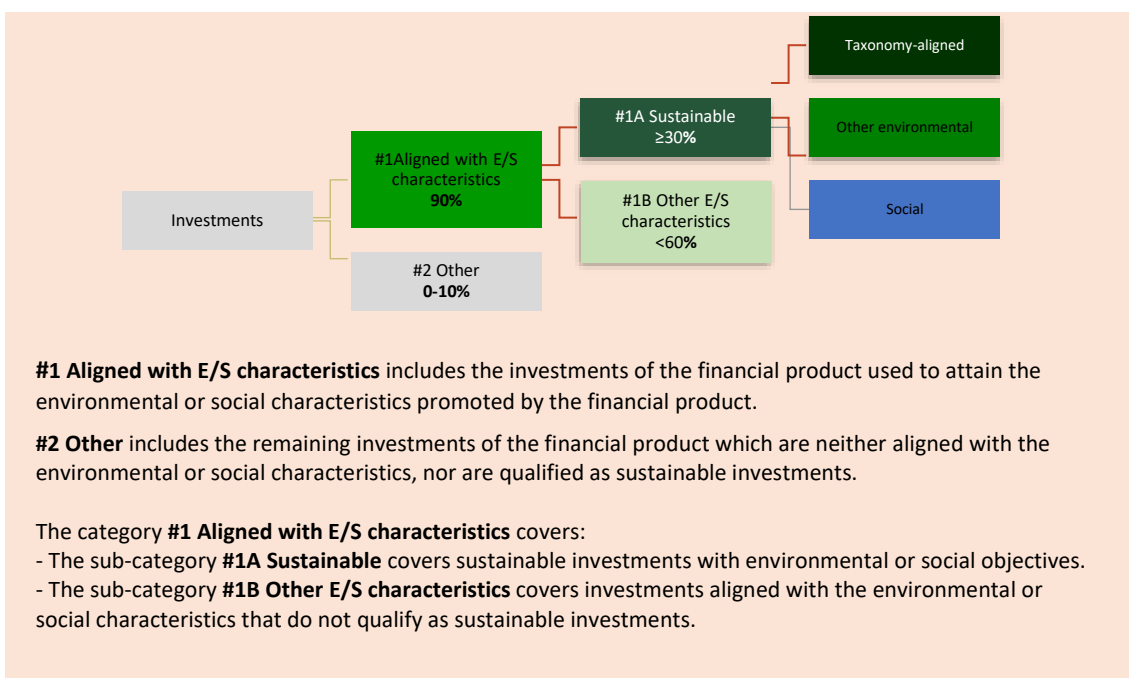 Taxonomy-aligned
#1A Sustainable
≥30%
Other environmental
#1Aligned with E/S
characteristics
90%
#1B Other E/S
characteristics
<60%
Investments
Social
#2 Other
0-10%
#1 Aligned with E/S characteristics includes the investments of the financial product used to attain the
environmental or social characteristics promoted by the financial product.
#2 Other includes the remaining investments of the financial product which are neither aligned with the
environmental or social characteristics, nor are qualified as sustainable investments.
The category #1 Aligned with E/S characteristics covers:
- The sub-category #1A Sustainable covers sustainable investments with environmental or social objectives.
- The sub-category #1B Other E/S characteristics covers investments aligned with the environmental or
social characteristics that do not qualify as sustainable investments.